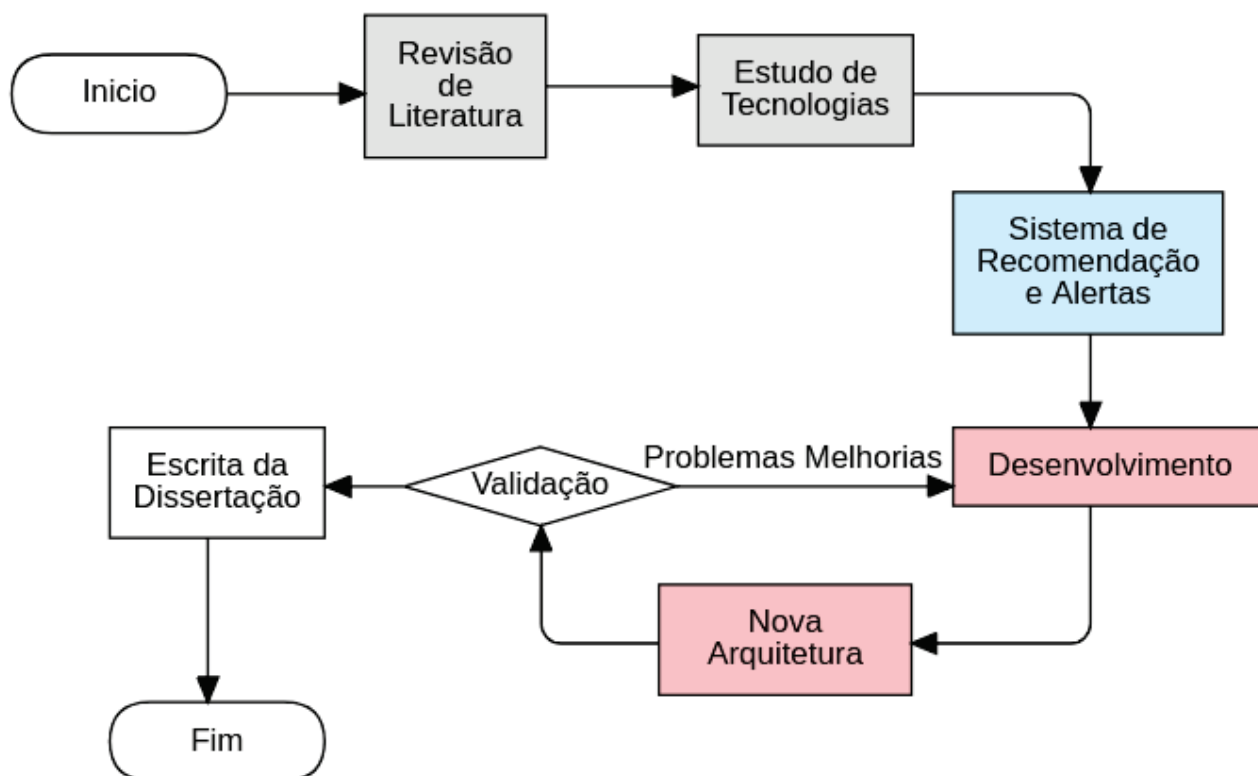 Inicio
Revisão
de
Literatura
Estudo de
Tecnologias
Sistema de
Recomendação
e Alertas
Desenvolvimento
Nova
Arquitetura
Validação
Problemas Melhorias
Escrita da
Dissertação
Fim